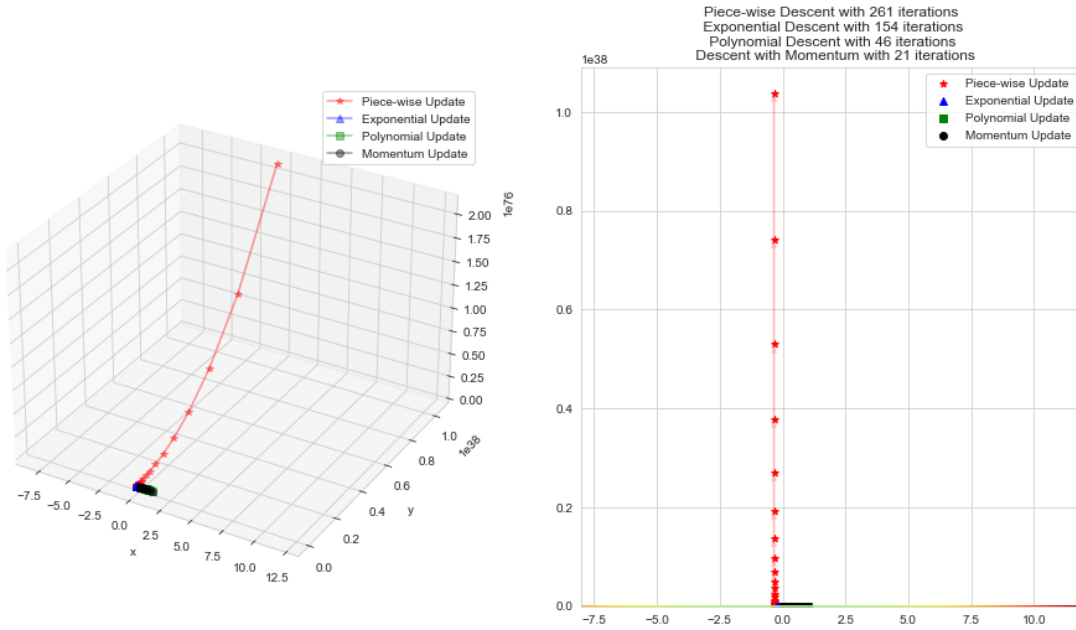 Piece-wise Descent with 261 iterations
Exponential Descent with 154 iterations
Polynomial Descent with 46 iterations
Descent with Momentum with 21 iterations
Piece-wise Update
Exponential Update
Polynomial Update
Momentum Update
1e76
2.00
1.75
1.50
1.25
1.00
0.75
0.50
0.25
0.00
1e38
1.0
0.8
0.6
0.4
0.2
0.0
y
−7.5
−5.0
−2.5
0.0
2.5
5.0
7.5
10.0
12.5
x
1e38
Piece-wise Update
Exponential Update
Polynomial Update
Momentum Update
1.0
0.8
0.6
0.4
0.2
0.0
−7.5
−5.0
−2.5
0.0
2.5
5.0
7.5
10.0